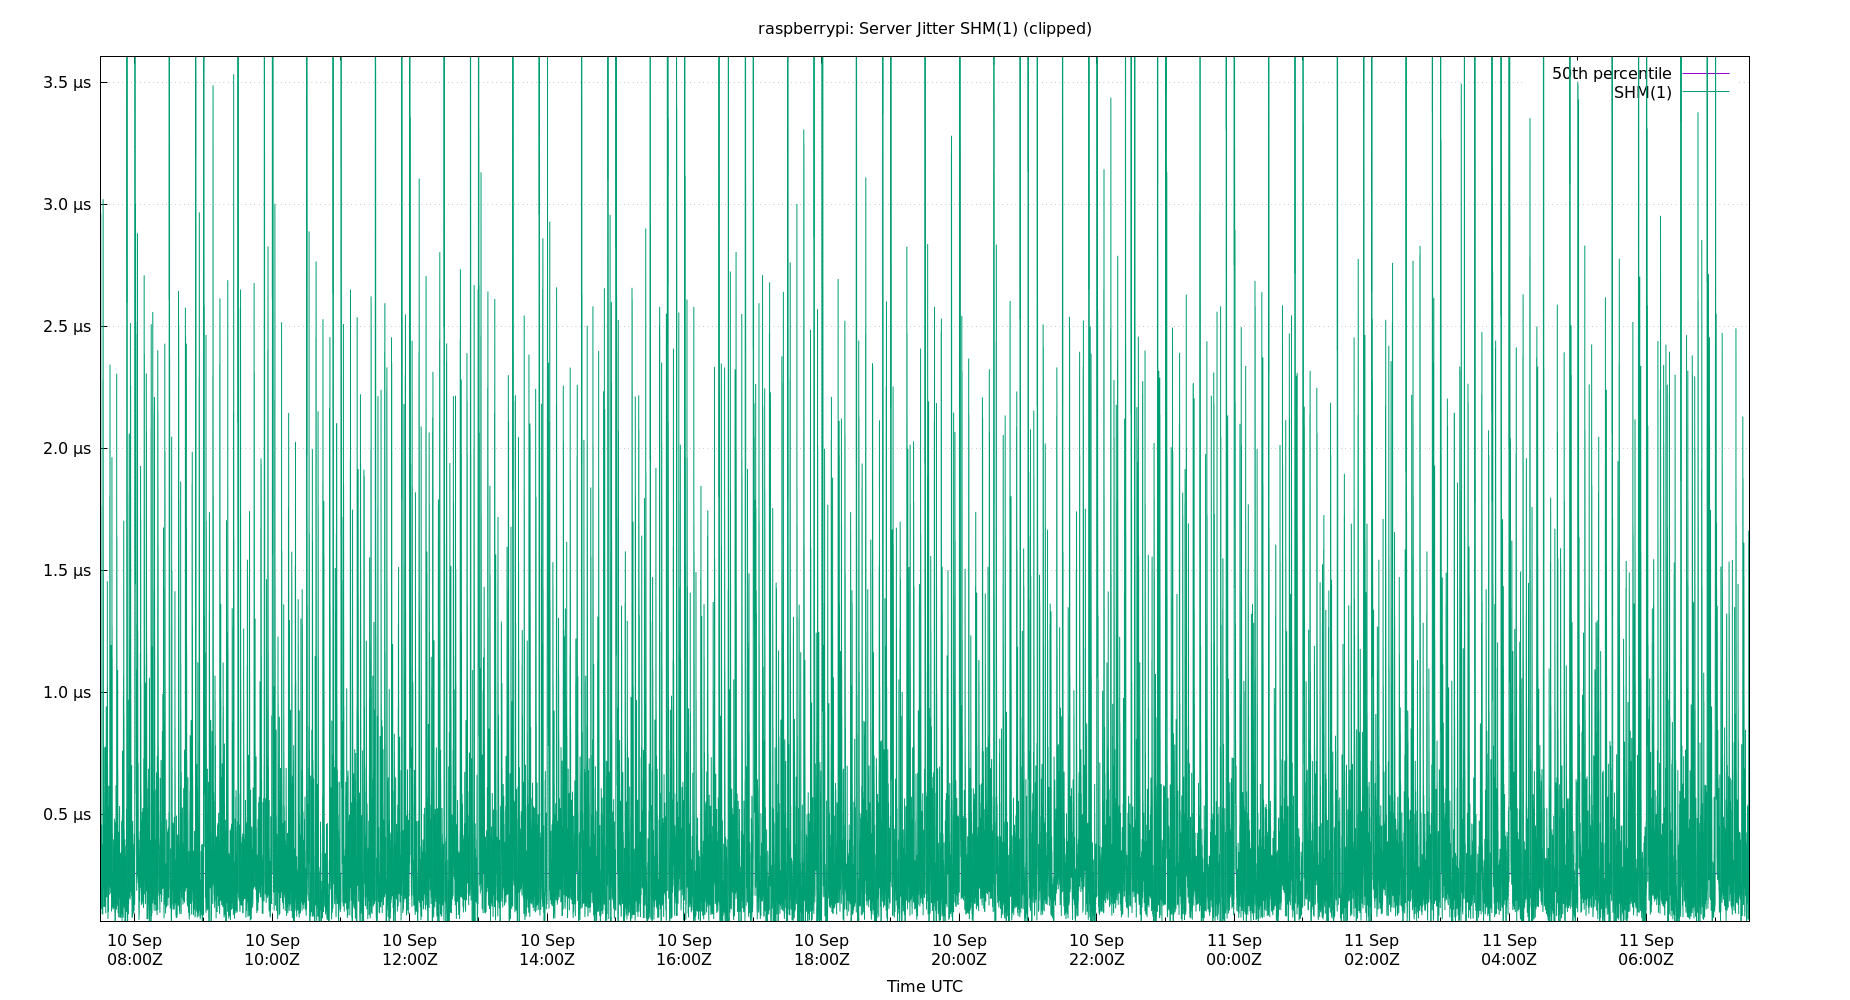 raspberrypi: Server Jitter SHM(1) (clipped)
50th percentile
SHM(1)
3.5 µs
3.0 µs
2.5 µs
2.0 µs
1.5 µs
1.0 µs
0.5 µs
10 Sep 10 Sep 10 Sep 10 Sep 10 Sep 10 Sep 10 Sep 10 Sep 11 Sep 11 Sep 11 Sep 11 Sep
08:00Z 10:00Z 12:00Z 14:00Z 16:00Z 18:00Z 20:00Z 22:00Z 00:00Z 02:00Z 04:00Z 06:00Z
Time UTC